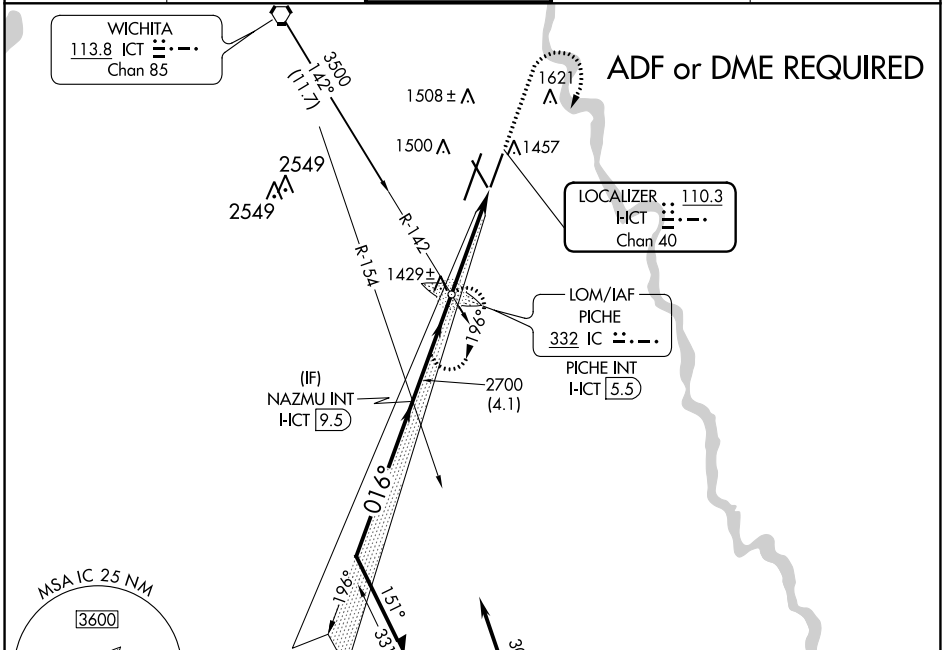 WICHITA
113.8 ICT
Chan 85
3500
142°
(11.7)
ADF or DME REQUIRED
1621
1508 ±
1500
1457
2549
2549
LOCALIZER 110.3
I-ICT
Chan 40
R-142
R-154
1429±
LOM/IAF
PICHE
332 IC
PICHE INT
I-ICT 5.5
196°
(IF)
NAZMU INT
I-ICT 9.5
2700
(4.1)
016°
196°
151°
331
30
MSA IC 25 NM
3600